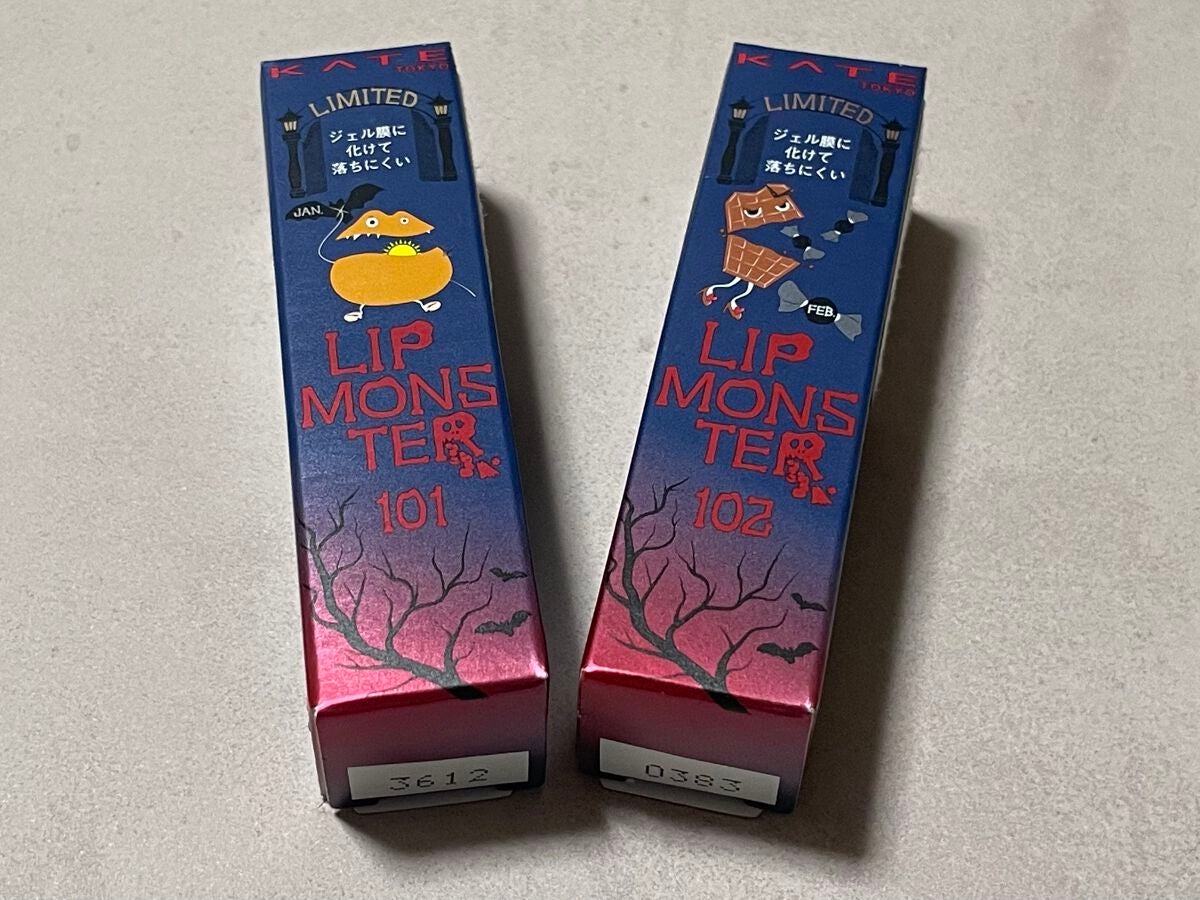 KATE
TOKYO
LIMITED
ジェル膜に
化けて
落ちにくい
JAN.
LIP
MONS
TER
101
3612
KATE
TOKYO
LIMITED
ジェル膜に
化けて
落ちにくい
FEB.
LIP
MONS
TER
102
0383